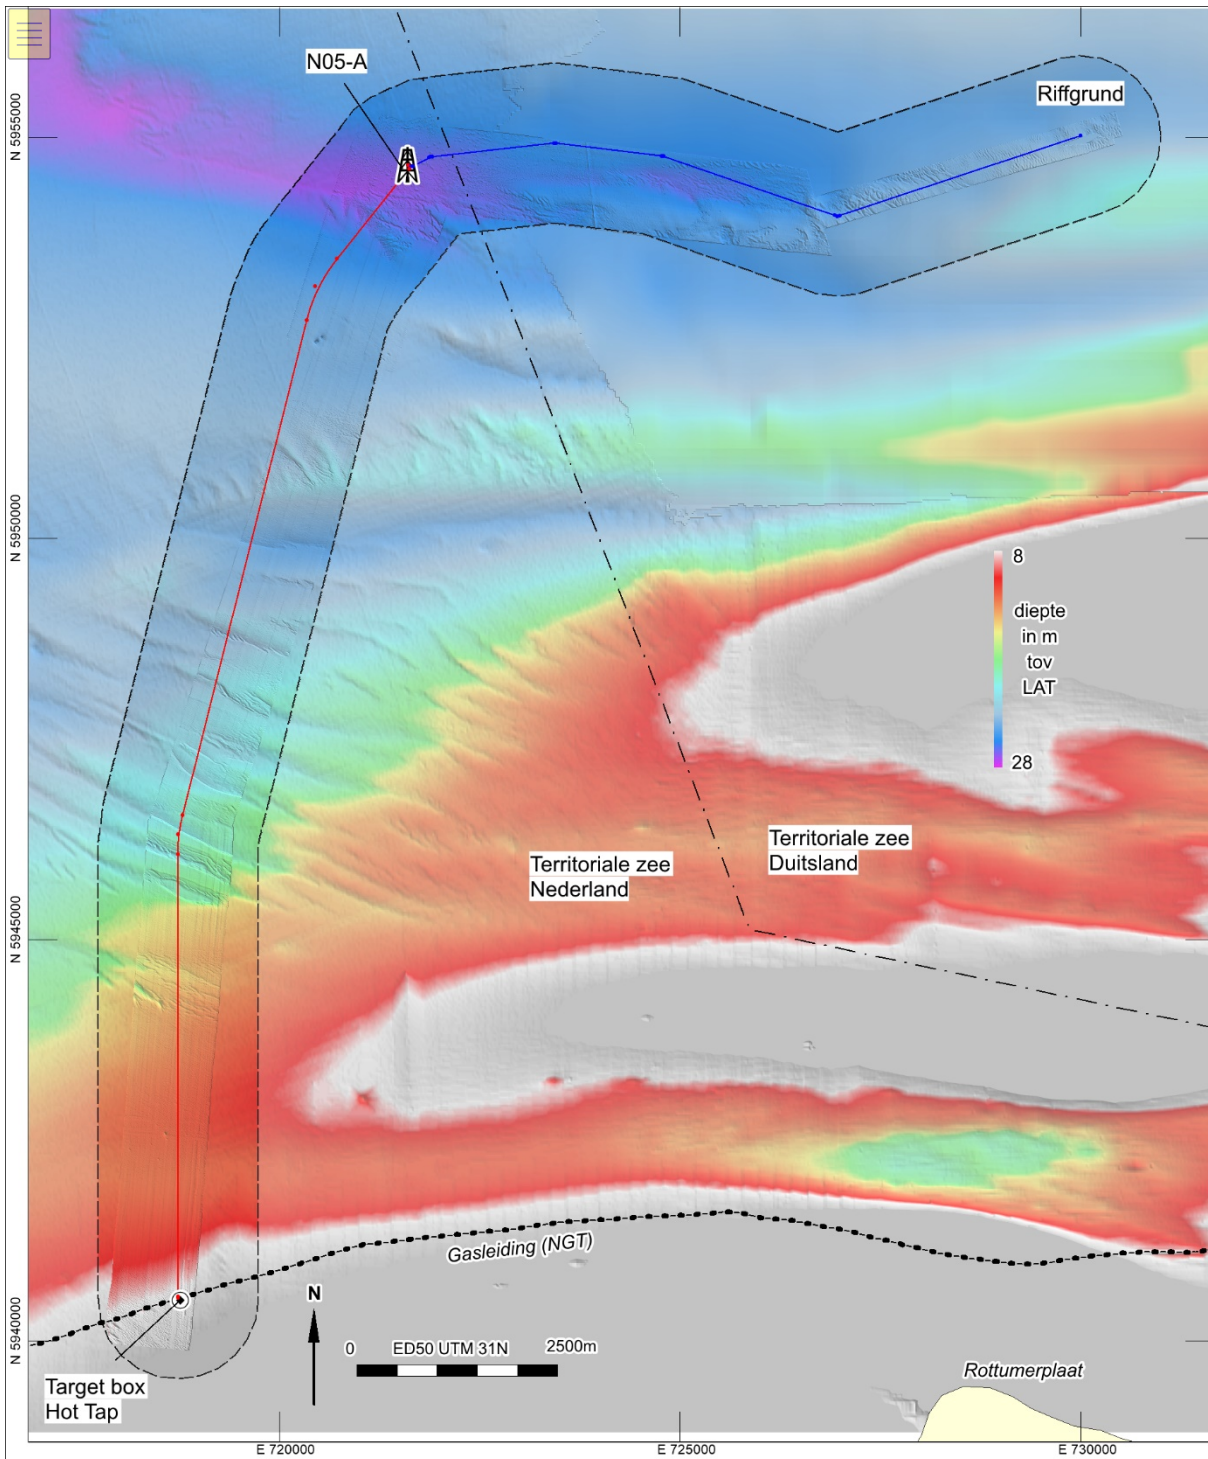 N05-A
Riffgrund
N 5955000
N 5950000
8
diepte
in m
tov
LAT
28
Territoriale zee
Nederland
Territoriale zee
Duitsland
N 5945000
Gasleiding (NGT)
N
N 5940000
0 ED50 UTM 31N 2500m
Target box
Hot Tap
Rottumerplaat
E 720000
E 725000
E 730000